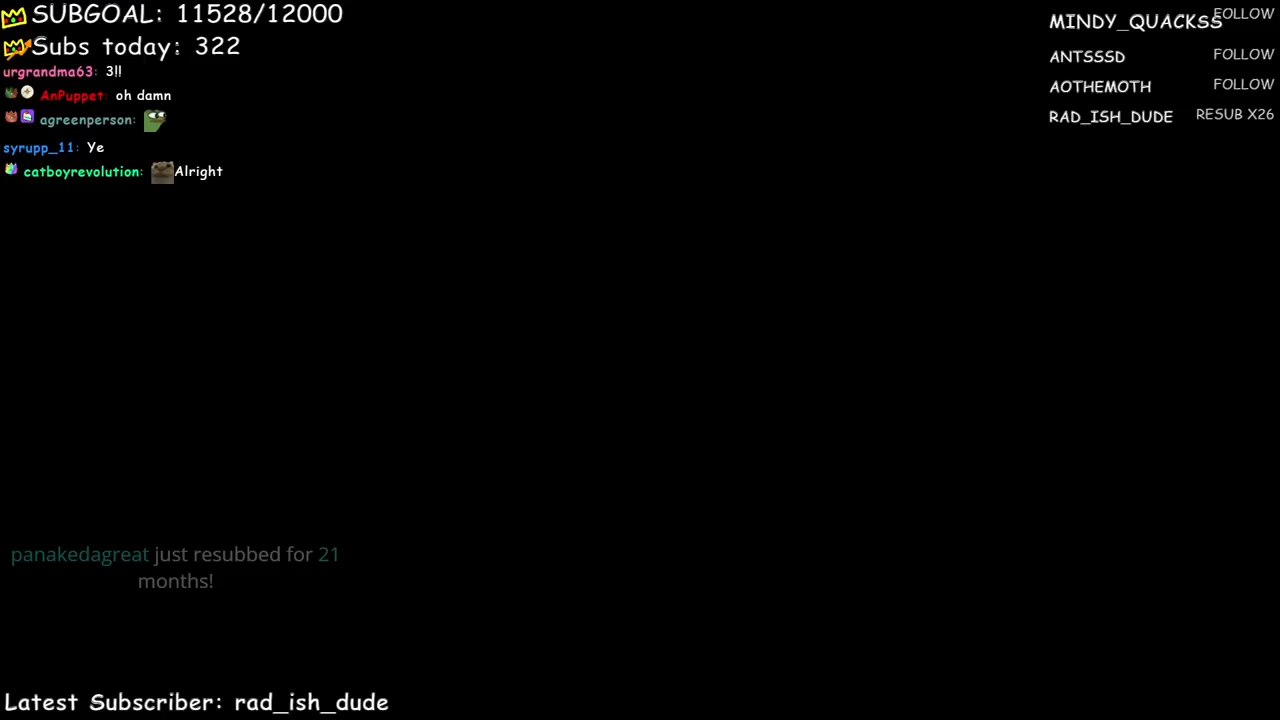 SUBGOAL: 11528/12000
Subs today: 322
urgrandma63: 3!!
AnPuppet: oh damn
agreenperson:
syrupp_11: Ye
catboyrevolution: Alright
MINDY_QUACKSS FOLLOW
ANTSSSD FOLLOW
AOTHEMOTH FOLLOW
RAD_ISH_DUDE RESUB X26
panakedagreat just resubbed for 21
months!
Latest Subscriber: rad_ish_dude